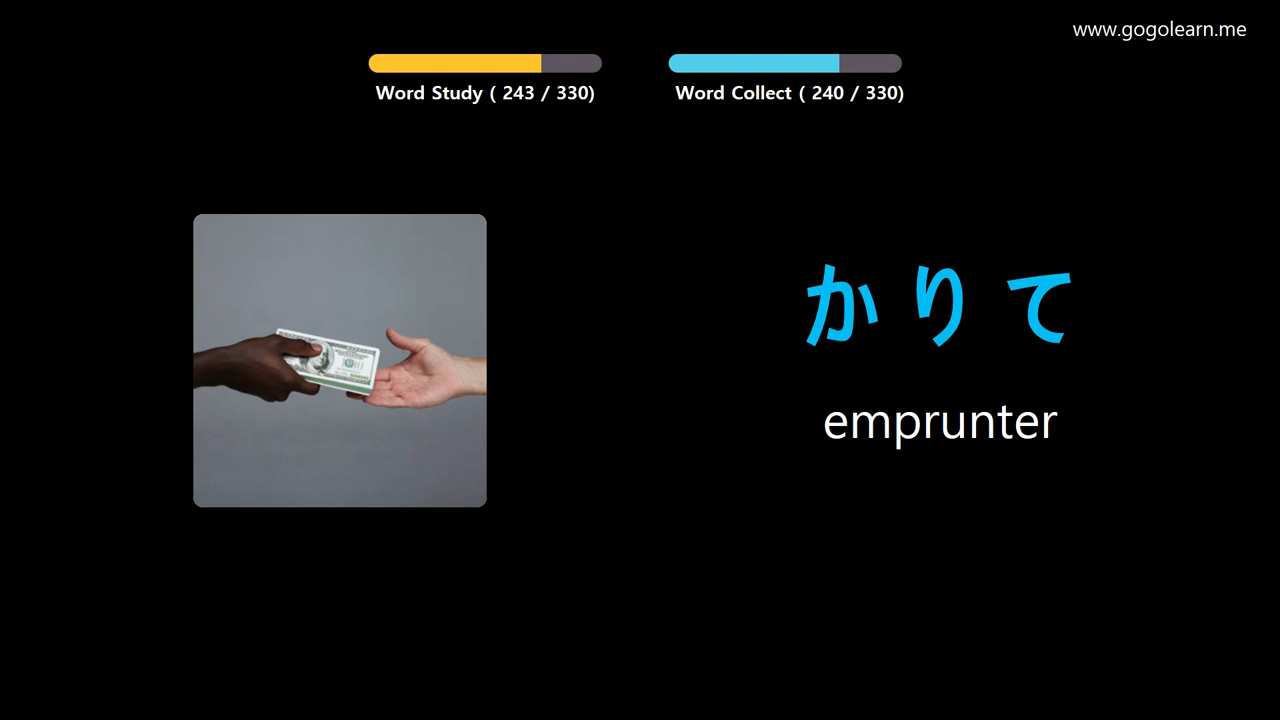 www.gogolearn.me
Word Study ( 243 / 330)
Word Collect ( 240 / 330)
かりて
emprunter